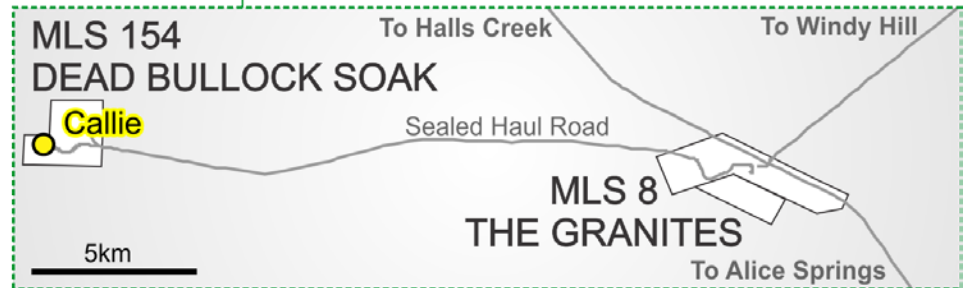 MLS 154
DEAD BULLOCK SOAK
To Halls Creek
To Windy Hill
Callie
Sealed Haul Road
MLS 8
THE GRANITES
5km
To Alice Springs